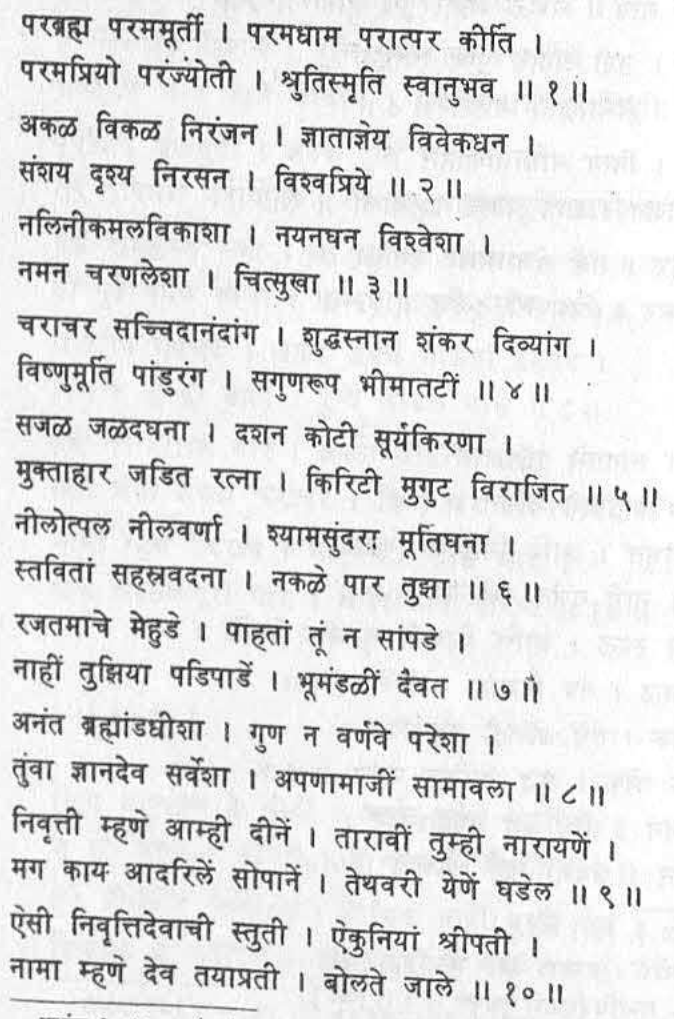 परब्रह्म परममूर्ती । परमधाम परात्पर कीर्ति ।
परमप्रियो परंज्योती । श्रुतिस्मृति स्वानुभव ॥ १ ॥
अकळ विकळ निरंजन । ज्ञाताज्ञेय विवेकधन ।
संशय दृश्य निरसन । विश्वप्रिये ॥ २ ॥
नलिनीकमलविकाशा । नयनघन विश्वेशा ।
नमन चरणलेशा । चित्सुखा ॥ ३ ॥
चराचर सच्चिदानंदांग । शुद्धस्नान शंकर दिव्यांग ।
विष्णुमूर्ति पांडुरंग । सगुणरूप भीमातटीं ॥ ४ ॥
सजळ जळदघना । दशन कोटी सूर्यकिरणा ।
मुक्ताहार जडित रत्ना । किरिटी मुगुट विराजित ॥ ५ ॥
नीलोत्पल नीलवर्णा । श्यामसुंदरा मूर्तिघना ।
स्तवितां सहस्रवदना । नकळे पार तुझा ॥ ६ ॥
रजतमाचे मेहुडे । पाहतां तूं न सांपडे ।
नाहीं तुझिया पडिपाडें । भूमंडळीं दैवत ॥ ७ ॥
अनंत ब्रह्मांडधीशा । गुण न वर्णवे परेशा ।
तुंवा ज्ञानदेव सर्वेशा । अपणामाजीं सामावला ॥ ८ ॥
निवृत्ती म्हणे आम्ही दीनें । तारावीं तुम्ही नारायणें ।
मग काय आदरिलें सोपानें । तेथवरी येणें घडेल ॥ ९ ॥
ऐसी निवृत्तिदेवाची स्तुती । एंकुनियां श्रीपती ।
नामा म्हणे देव तयाप्रती । बोलते जाले ॥ १० ॥